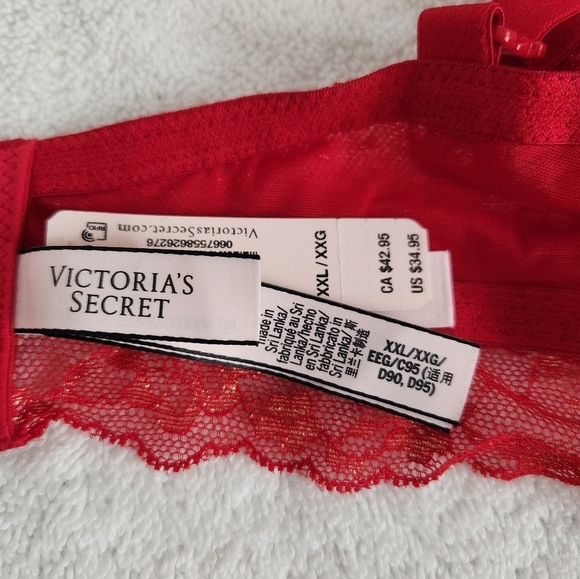 VICTORIA'S
SECRET
RFID
VictoriasSecret.com
0667558626276
XXL / XXG
CA $42.95
US $34.95
made in
Sri Lanka/
fabriqué au Sri
Lanka/hecho
en Sri Lanka/
fabricado in
Sri Lanka/ 斯
里兰卡制造
XXL/XXG/
EEG/C95 (适用
D90, D95)